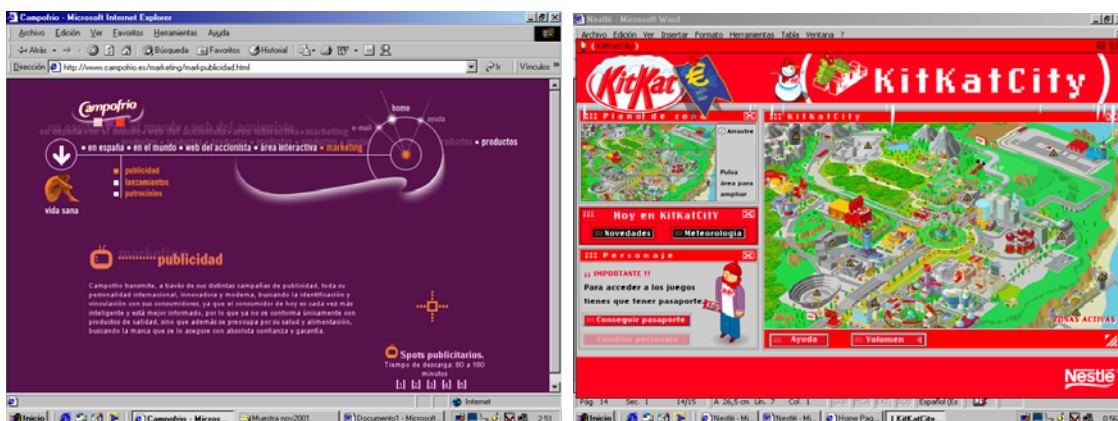 Campofrio - Microsoft Internet Explorer
Archivo Edición Ver Favoritos Herramientas Ayuda
Atrás Búsqueda Favoritos Historial
Dirección http://www.campofrio.es/marketing/markpublicidad.html Ir Vínculos »
Campofrio
home
e-mail
ayuda
• en españa • en el mundo • web del accionista • área interactiva • marketing
• productos
publicidad
lanzamientos
patrocinios
vida sana
marketing
publicidad
Campofrío transmite, a través de sus distintas campañas de publicidad, toda su
personalidad internacional, innovadora y moderna, buscando la identificación y
vinculación con sus consumidores, ya que el consumidor de hoy es cada vez más
inteligente y está mejor informado, por lo que ya no se conforma únicamente con
productos de calidad, sino que además se preocupa por su salud y alimentación,
buscando la marca que se lo asegure con absoluta confianza y garantía.
Spots publicitarios.
Tiempo de descarga: 80 a 180
minutos
[1] [2] [3] [4] [5]
Internet
Inicio Campofrio - Micros... Muestra nov2001 Documento1 - Microsoft... 2:51
Nestlé - Microsoft Word
Archivo Edición Ver Insertar Formato Herramientas Tabla Ventana ?
(KitKatCity)
KitKat
(KitKatCity)
Plano de zona
Arrastre
Pulsa
área para
ampliar
Hoy en KitKatCity
Novedades Meteorología
Personaje
¡¡ IMPORTANTE !!
Para acceder a los juegos
tienes que tener pasaporte
Conseguir pasaporte
Cambiar personaje
KitKatCity
ZONAS ACTIVAS
Ayuda Volumen
Nestlé
Pág. 14 Sec. 1 14/15 A 26,5 cm Lín. 7 Col. 1 Español (Es
Inicio Nestlé - Mi... Nestlé - Mi... Home Pag... KitKatCity 0:56